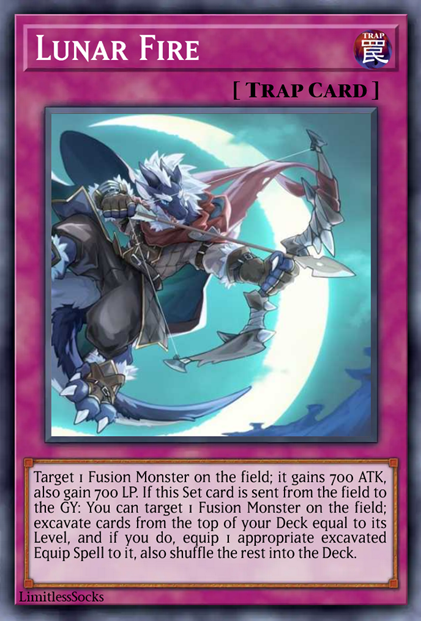 Lunar Fire
TRAP
罠
[ Trap Card ]
Target 1 Fusion Monster on the field; it gains 700 ATK,
also gain 700 LP. If this Set card is sent from the field to
the GY: You can target 1 Fusion Monster on the field;
excavate cards from the top of your Deck equal to its
Level, and if you do, equip 1 appropriate excavated
Equip Spell to it, also shuffle the rest into the Deck.
LimitlessSocks